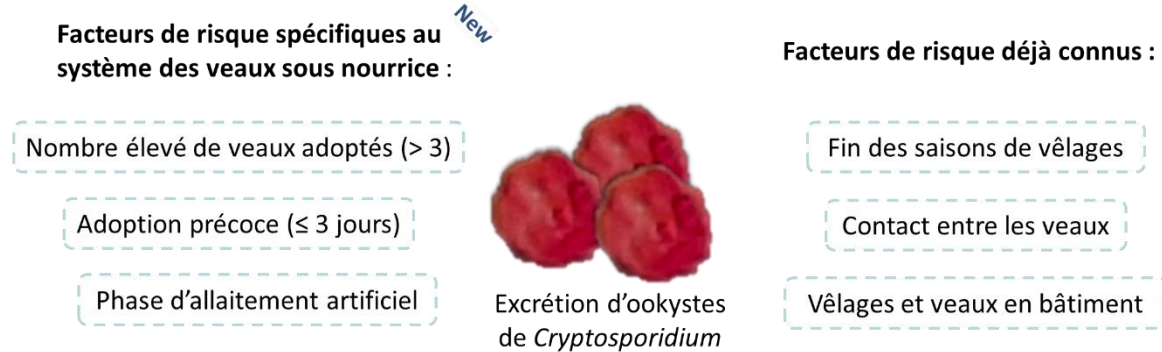 New
Facteurs de risque spécifiques au
système des veaux sous nourrice :
Nombre élevé de veaux adoptés (> 3)
Adoption précoce (≤ 3 jours)
Phase d'allaitement artificiel
Excrétion d'ookystes
de Cryptosporidium
Facteurs de risque déjà connus :
Fin des saisons de vêlages
Contact entre les veaux
Vêlages et veaux en bâtiment